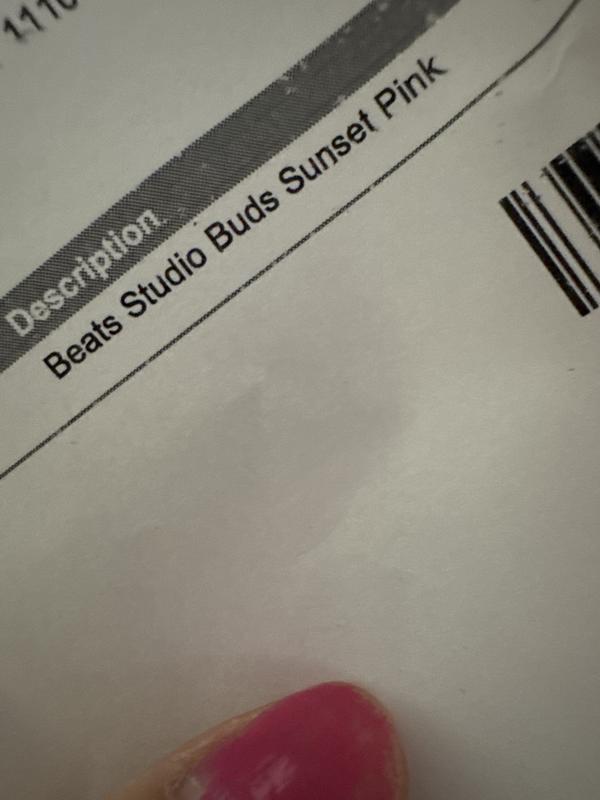 Description
Beats Studio Buds Sunset Pink